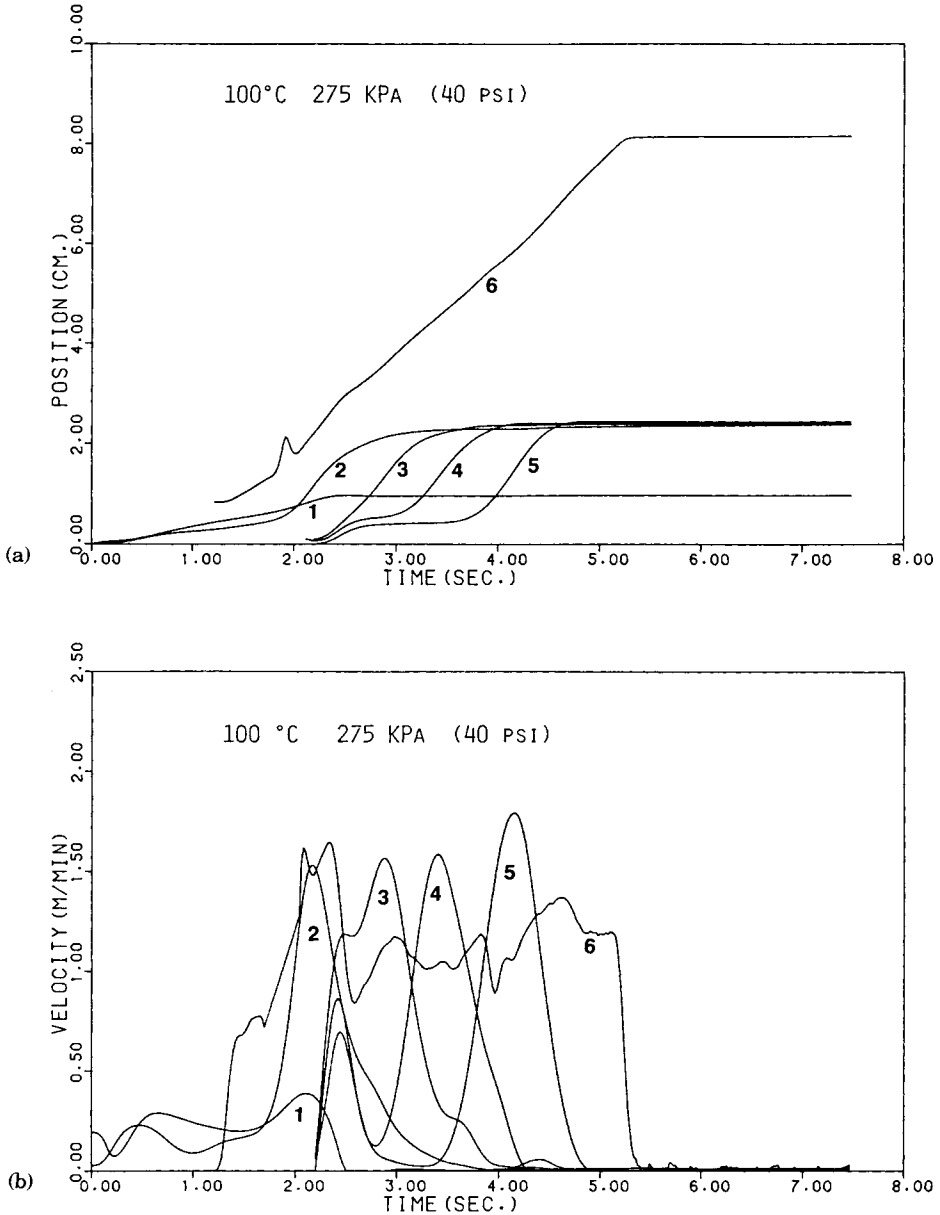 10.00
8.00
6.00
4.00
2.00
0.00
POSITION (CM.)
100°C 275 KPA (40 PSI)
6
2
3
4
5
1
(a)
0.00 1.00 2.00 3.00 4.00 5.00 6.00 7.00 8.00
TIME (SEC.)
2.50
2.00
1.50
1.00
0.50
0.00
VELOCITY (M/MIN)
100 °C 275 KPA (40 PSI)
5
3
4
2
6
1
(b)
0.00 1.00 2.00 3.00 4.00 5.00 6.00 7.00 8.00
TIME (SEC.)